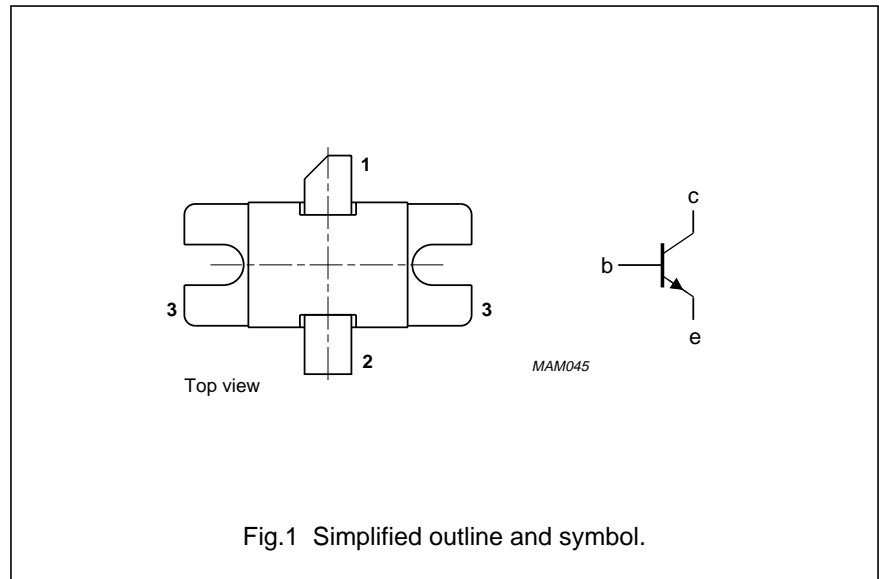 1
c
b
3
3
e
2
MAM045
Top view
Fig.1 Simplified outline and symbol.